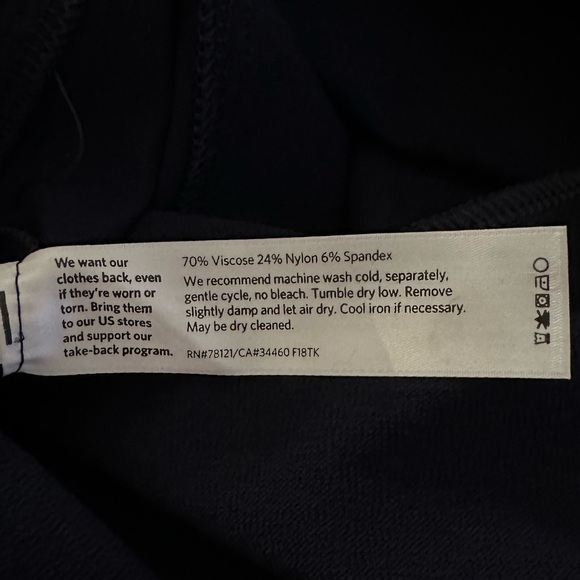 We want our
clothes back, even
if they're worn or
torn. Bring them
to our US stores
and support our
take-back program.
70% Viscose 24% Nylon 6% Spandex
We recommend machine wash cold, separately,
gentle cycle, no bleach. Tumble dry low. Remove
slightly damp and let air dry. Cool iron if necessary.
May be dry cleaned.
RN#78121/CA#34460 F18TK